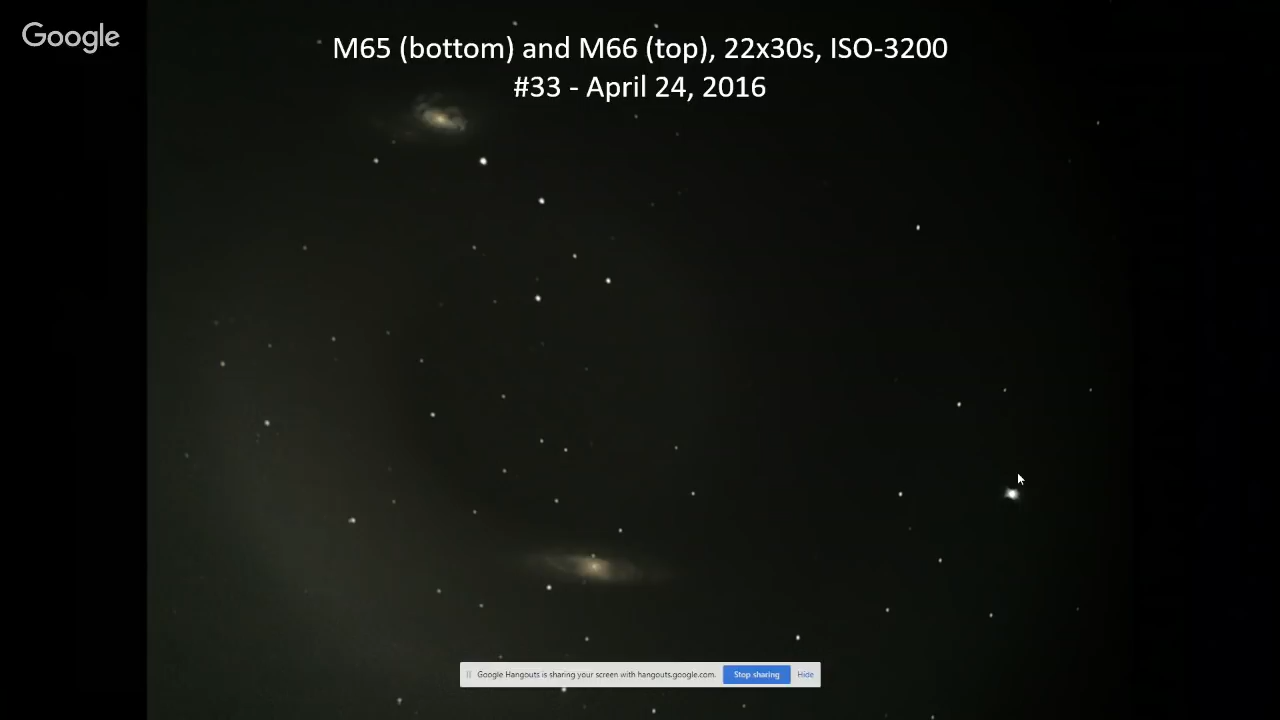 Google
M65 (bottom) and M66 (top), 22x30s, ISO-3200
#33 - April 24, 2016
Google Hangouts is sharing your screen with hangouts.google.com.
Stop sharing
Hide